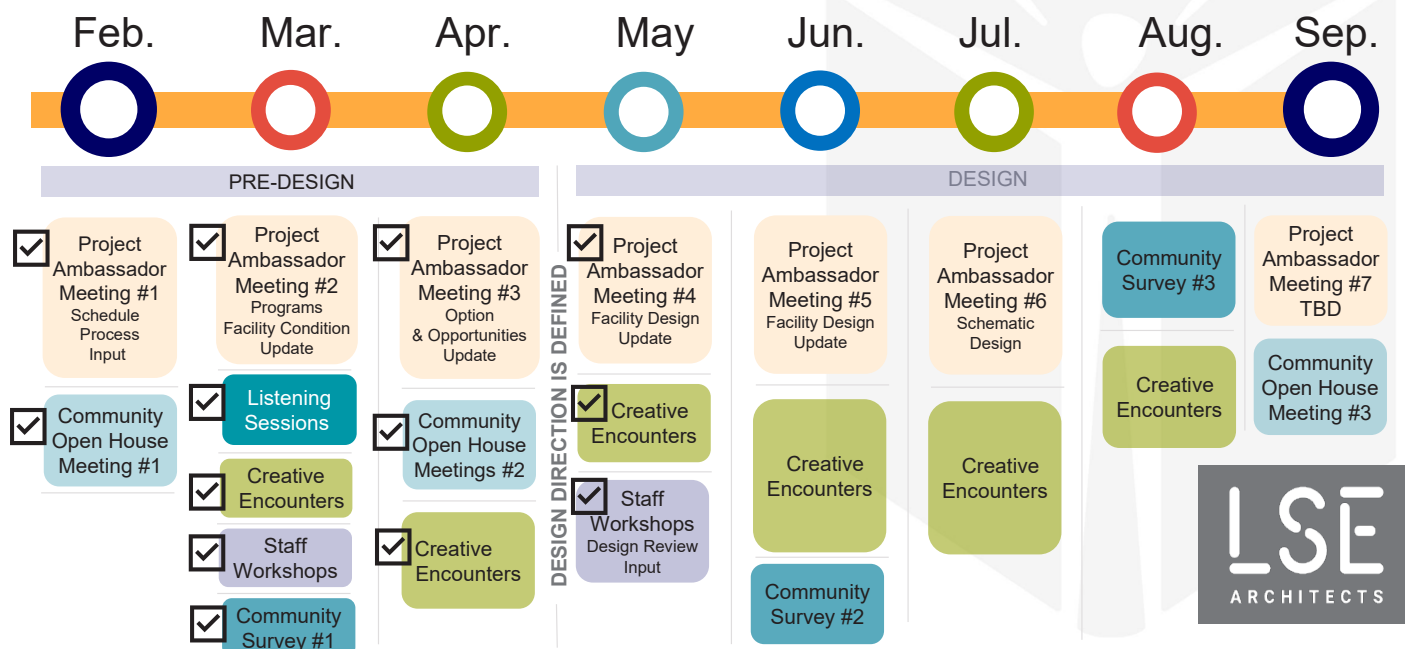 Feb.
Mar.
Apr.
May
Jun.
Jul.
Aug.
Sep.
PRE-DESIGN
DESIGN
Project
Ambassador
Meeting #1
Schedule
Process
Input
Community
Open House
Meeting #1
Project
Ambassador
Meeting #2
Programs
Facility Condition
Update
Listening
Sessions
Creative
Encounters
Staff
Workshops
Community
Survey #1
Project
Ambassador
Meeting #3
Option
& Opportunities
Update
Community
Open House
Meetings #2
Creative
Encounters
DESIGN DIRECTION IS DEFINED
Project
Ambassador
Meeting #4
Facility Design
Update
Creative
Encounters
Staff
Workshops
Design Review
Input
Project
Ambassador
Meeting #5
Facility Design
Update
Creative
Encounters
Community
Survey #2
Project
Ambassador
Meeting #6
Schematic
Design
Creative
Encounters
Community
Survey #3
Creative
Encounters
Project
Ambassador
Meeting #7
TBD
Community
Open House
Meeting #3
LSE
ARCHITECTS